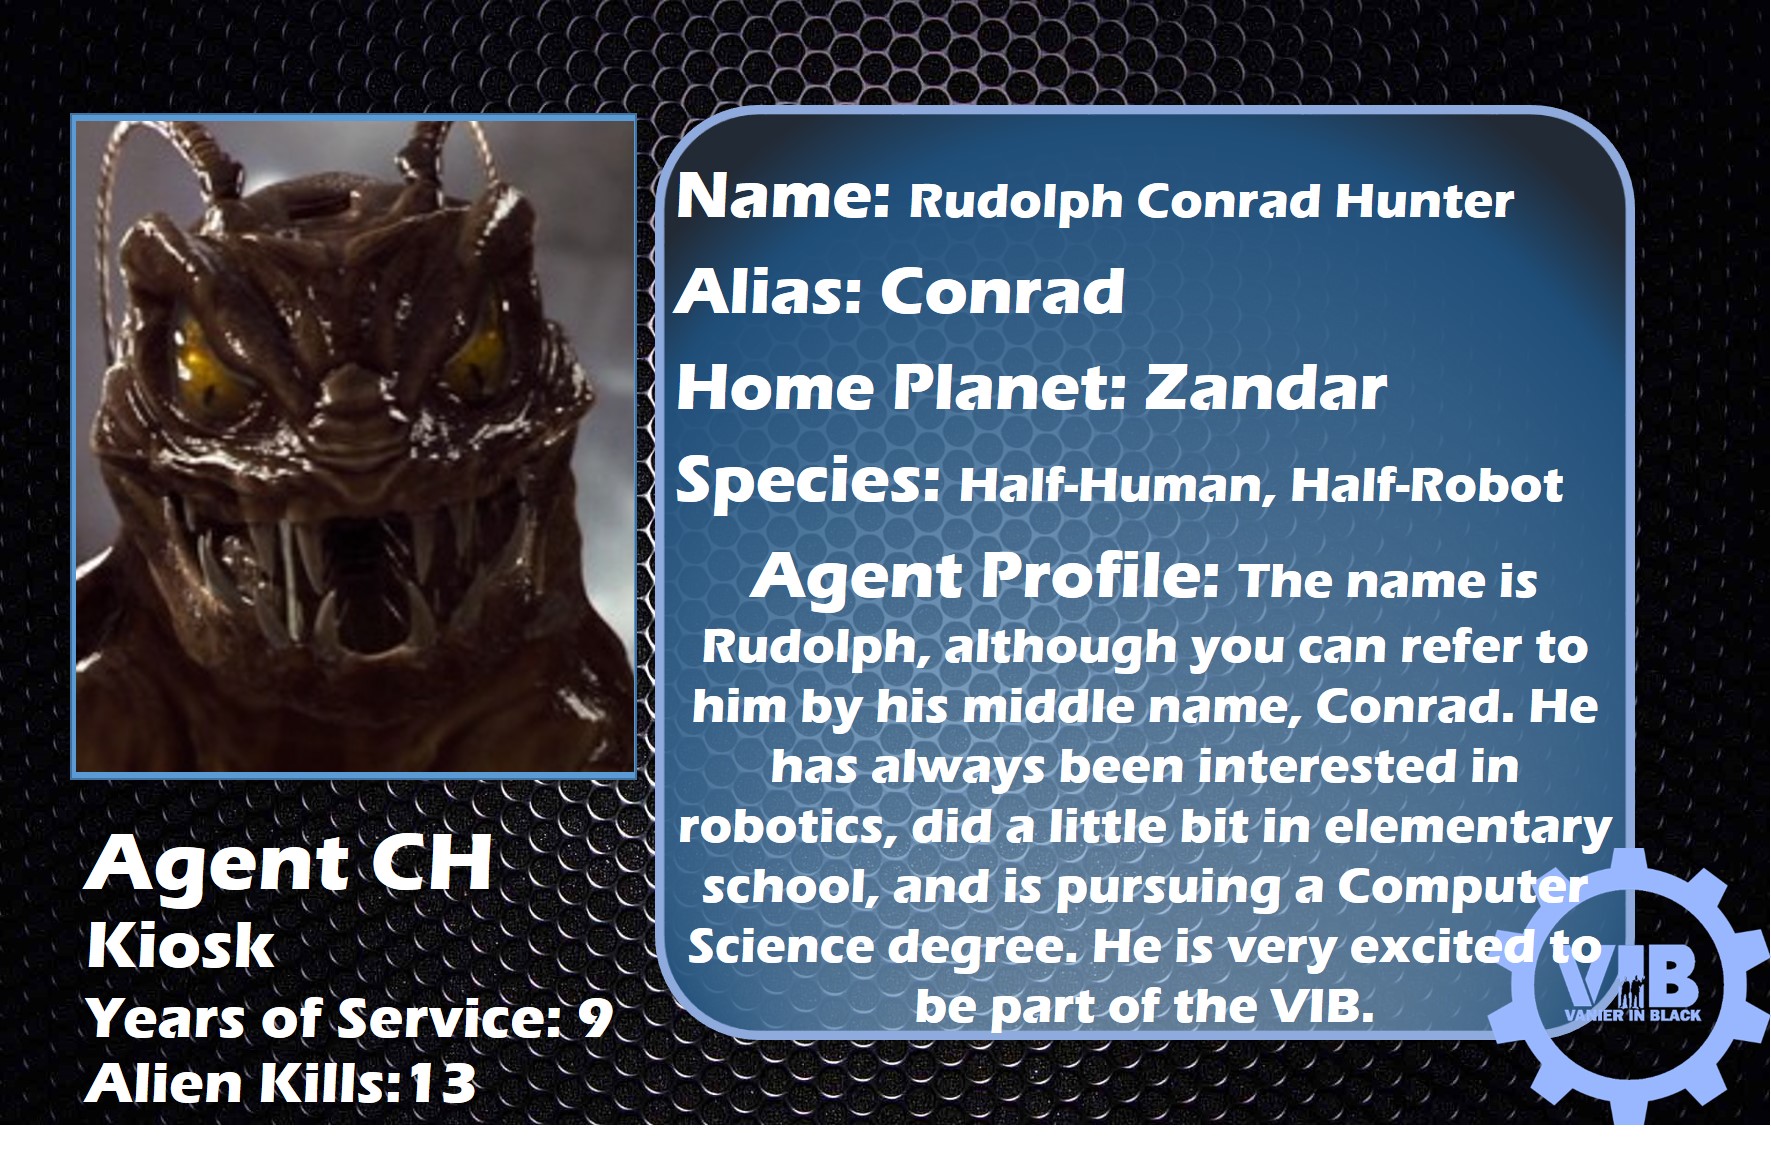 Name: Rudolph Conrad Hunter
Alias: Conrad
Home Planet: Zandar
Species: Half-Human, Half-Robot
Agent Profile: The name is
Rudolph, although you can refer to
him by his middle name, Conrad. He
has always been interested in
robotics, did a little bit in elementary
school, and is pursuing a Computer
Science degree. He is very excited to
be part of the VIB.
Agent CH
Kiosk
Years of Service: 9
Alien Kills:13
VIB
VANIER IN BLACK